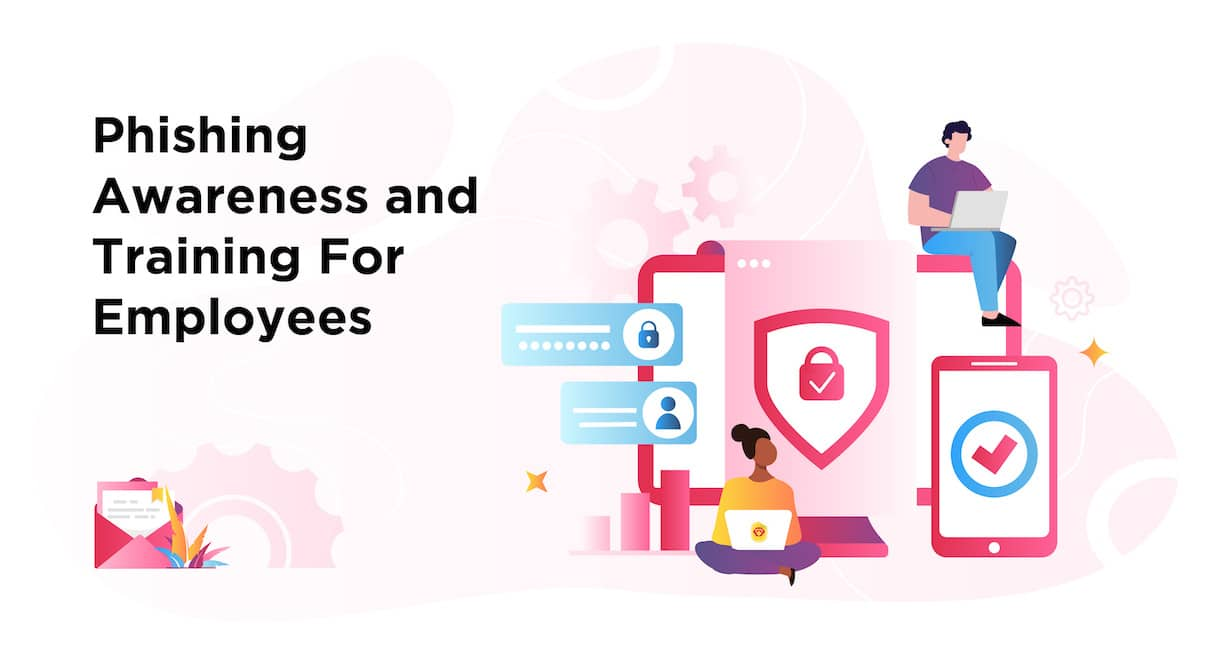 Phishing
Awareness and
Training For
Employees